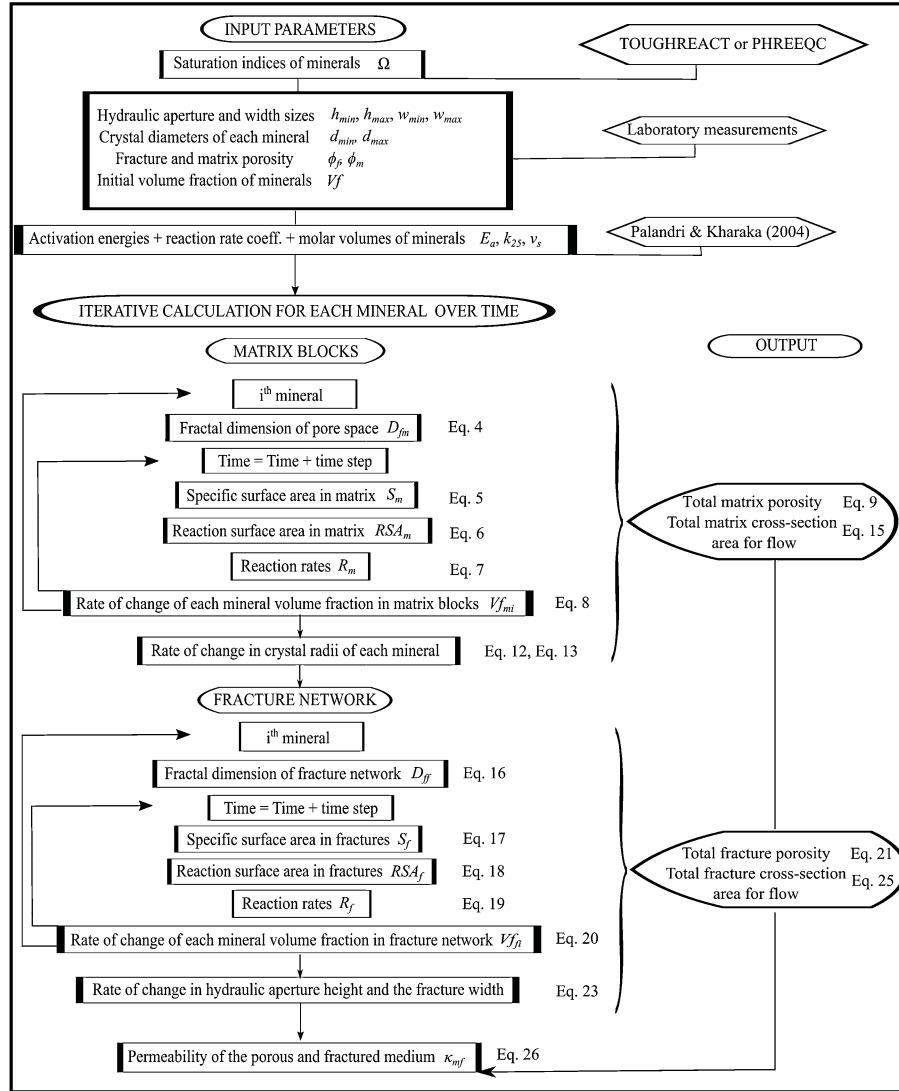 INPUT PARAMETERS
TOUGHREACT or PHREEQC
Saturation indices of minerals Ω
Hydraulic aperture and width sizes h_min, h_max, w_min, w_max
Crystal diameters of each mineral d_min, d_max
Laboratory measurements
Fracture and matrix porosity ϕ_f, ϕ_m
Initial volume fraction of minerals Vf
Activation energies + reaction rate coeff. + molar volumes of minerals E_a, k_25, v_s
Palandri & Kharaka (2004)
ITERATIVE CALCULATION FOR EACH MINERAL OVER TIME
MATRIX BLOCKS
OUTPUT
i^th mineral
Fractal dimension of pore space D_fm Eq. 4
Time = Time + time step
Specific surface area in matrix S_m Eq. 5
Reaction surface area in matrix RSA_m Eq. 6
Reaction rates R_m Eq. 7
Rate of change of each mineral volume fraction in matrix blocks Vf_mi Eq. 8
Rate of change in crystal radii of each mineral Eq. 12, Eq. 13
Total matrix porosity Eq. 9
Total matrix cross-section
area for flow Eq. 15
FRACTURE NETWORK
i^th mineral
Fractal dimension of fracture network D_ff Eq. 16
Time = Time + time step
Specific surface area in fractures S_f Eq. 17
Reaction surface area in fractures RSA_f Eq. 18
Reaction rates R_f Eq. 19
Rate of change of each mineral volume fraction in fracture network Vf_fi Eq. 20
Rate of change in hydraulic aperture height and the fracture width Eq. 23
Total fracture porosity Eq. 21
Total fracture cross-section
area for flow Eq. 25
Permeability of the porous and fractured medium κ_mf Eq. 26